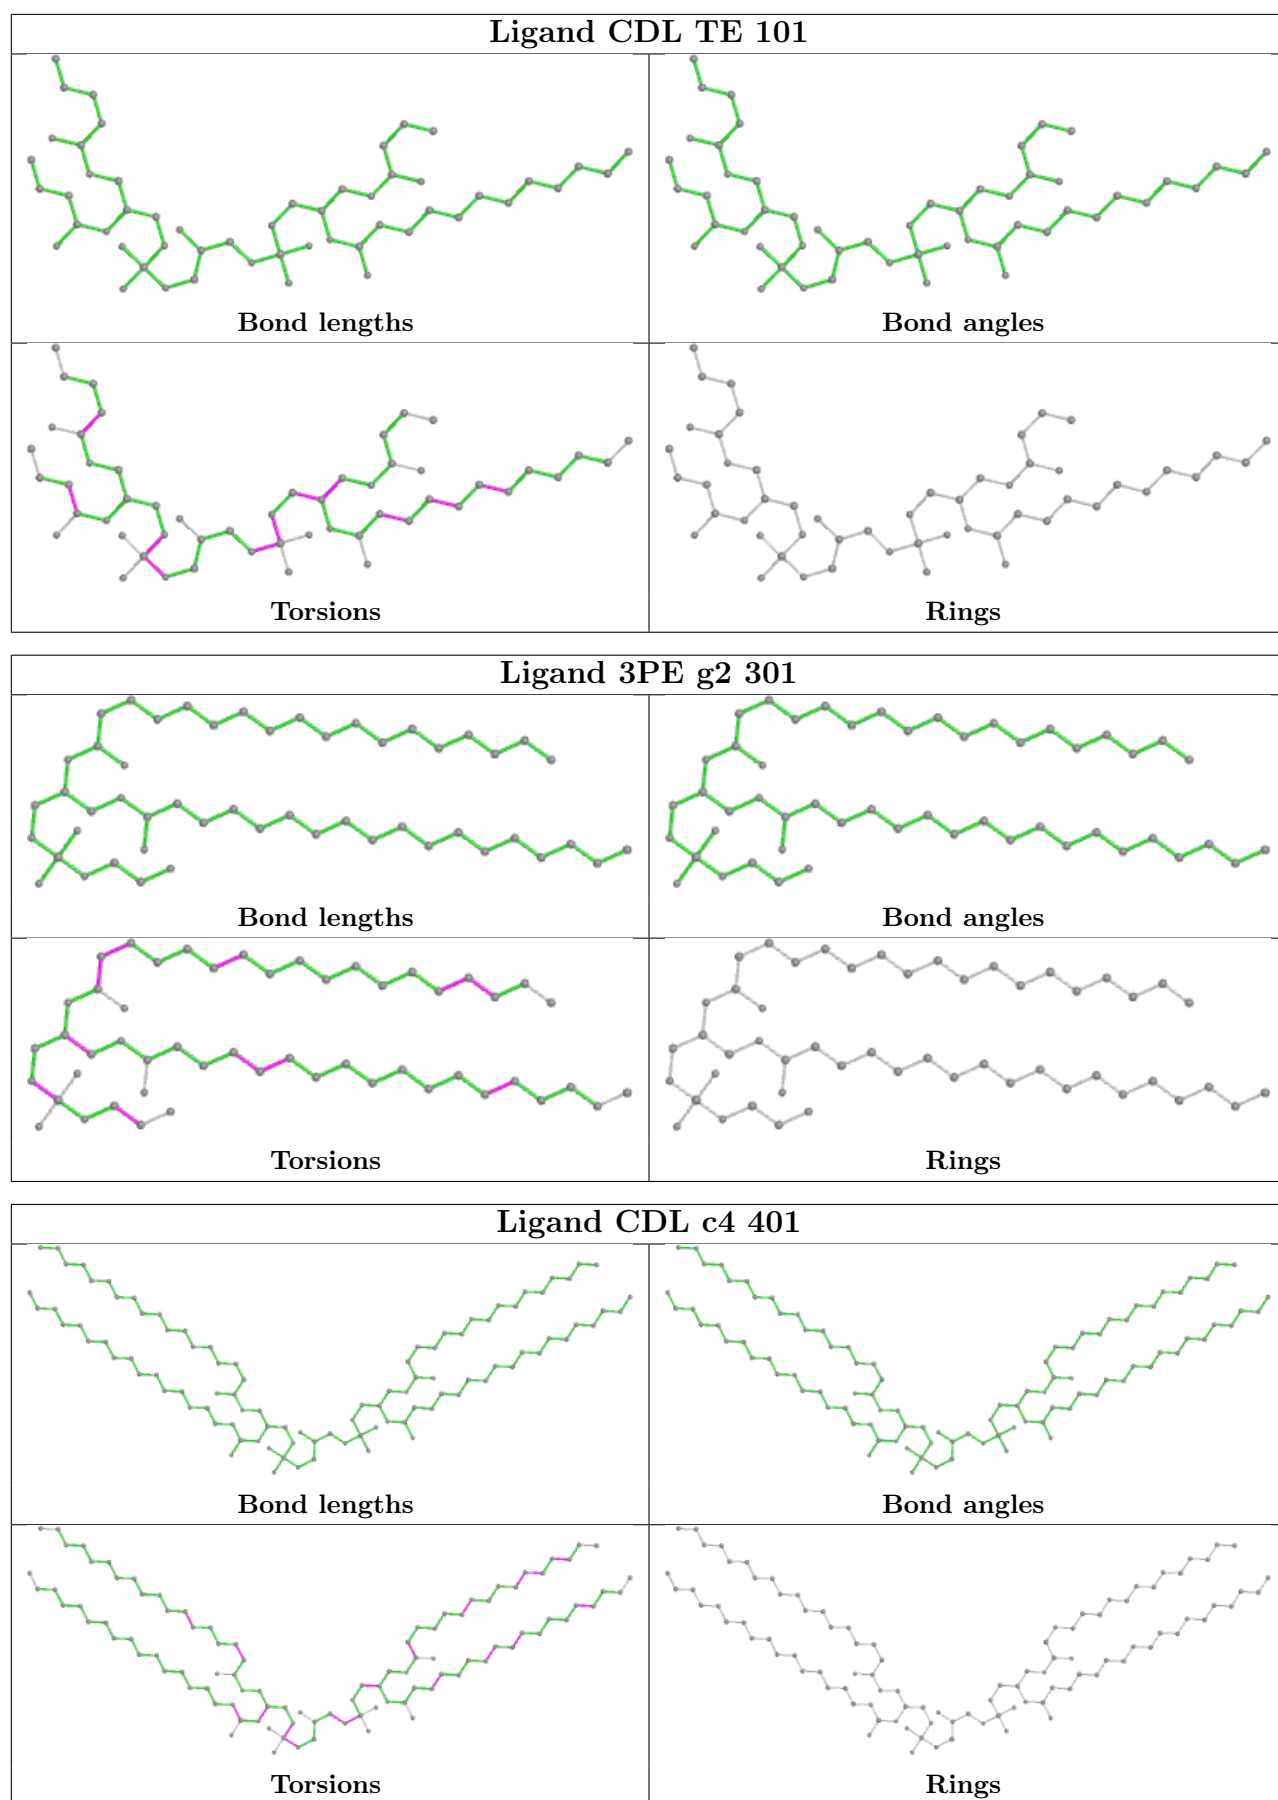 Ligand CDL TE 101
Bond lengths
Bond angles
Torsions
Rings
Ligand 3PE g2 301
Bond lengths
Bond angles
Torsions
Rings
Ligand CDL c4 401
Bond lengths
Bond angles
Torsions
Rings